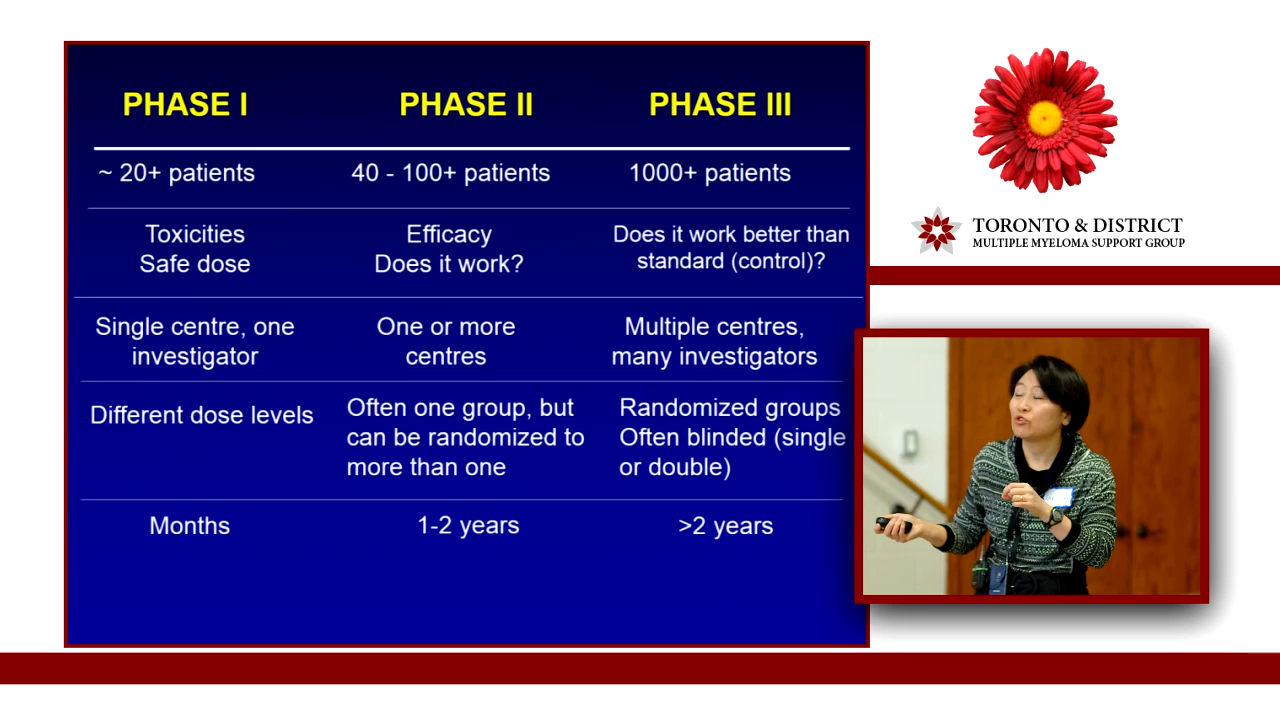 PHASE I
PHASE II
PHASE III
~ 20+ patients
40 - 100+ patients
1000+ patients
Toxicities
Safe dose
Efficacy
Does it work?
Does it work better than
standard (control)?
Single centre, one
investigator
One or more
centres
Multiple centres,
many investigators
Different dose levels
Often one group, but
can be randomized to
more than one
Randomized groups
Often blinded (single
or double)
Months
1-2 years
>2 years
TORONTO & DISTRICT
MULTIPLE MYELOMA SUPPORT GROUP